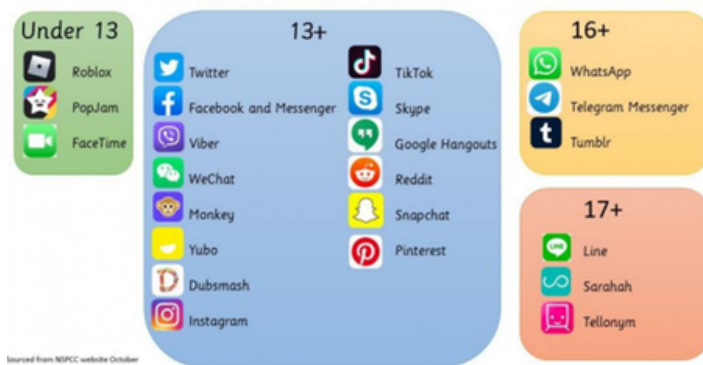 Under 13
Roblox
PopJam
FaceTime
13+
Twitter
Facebook and Messenger
Viber
WeChat
Monkey
Yubo
Dubsmash
Instagram
TikTok
Skype
Google Hangouts
Reddit
Snapchat
Pinterest
16+
WhatsApp
Telegram Messenger
Tumblr
17+
LINE
Line
Sarahah
Tellonym
Sourced from NSPCC website October